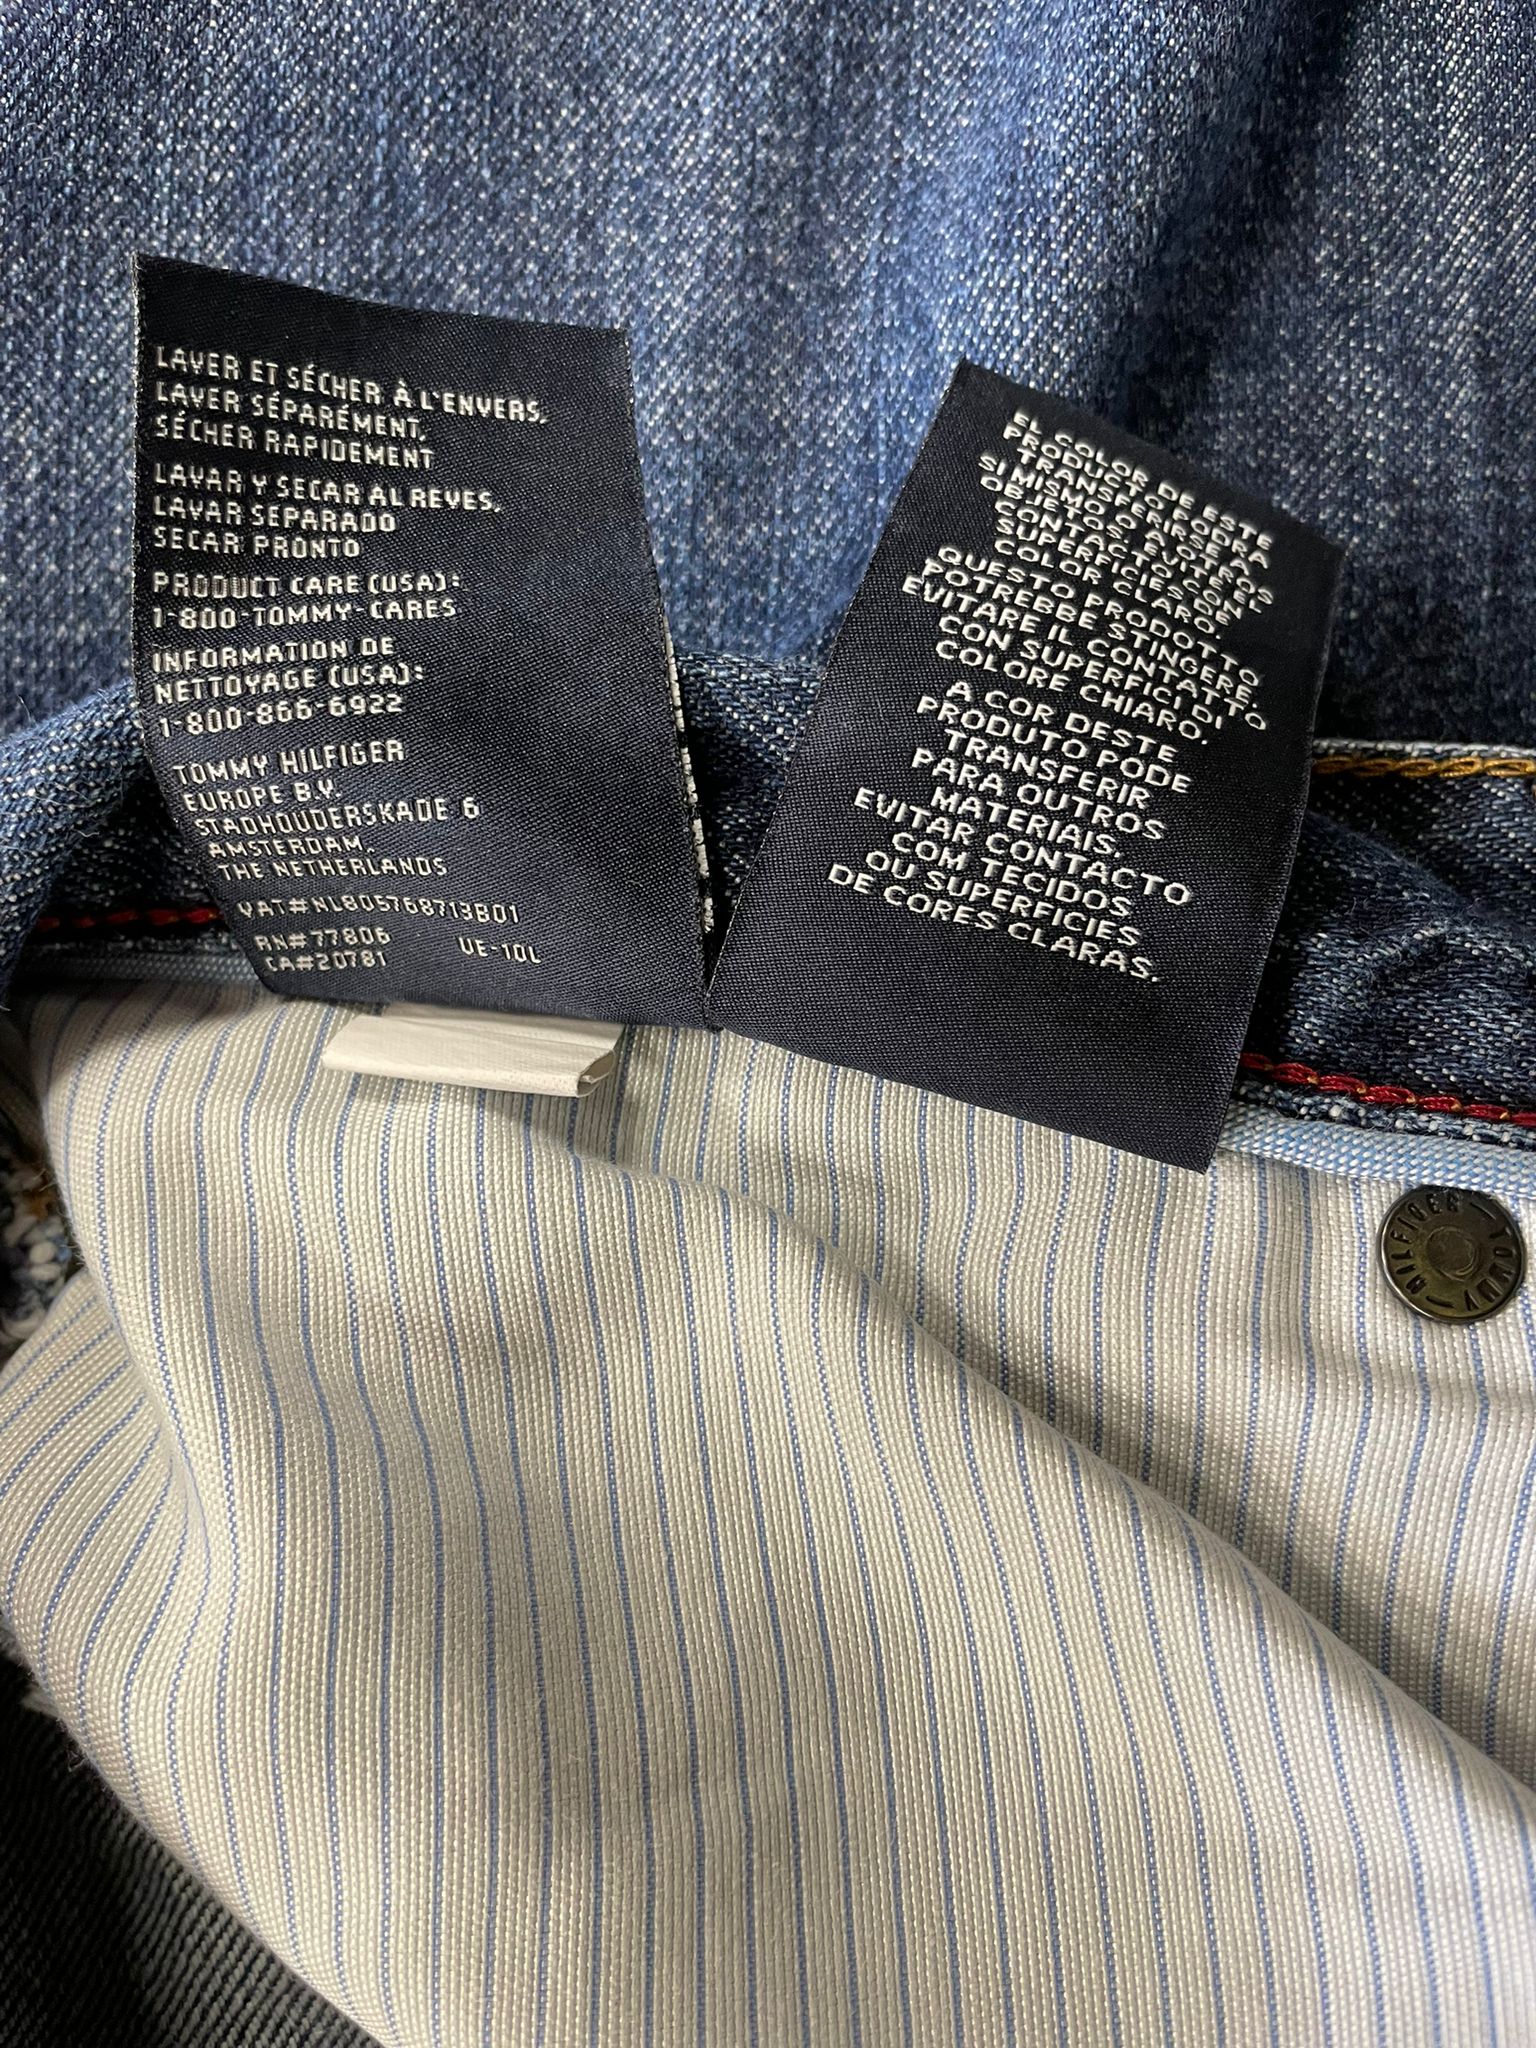 LAVER ET SÉCHER À L'ENVERS,
LAVER SÉPARÉMENT,
SÉCHER RAPIDEMENT
LAVAR Y SECAR AL REVES,
LAVAR SEPARADO
SECAR PRONTO
PRODUCT CARE (USA):
1-800-TOMMY-CARES
INFORMATION DE
NETTOYAGE (USA):
1-800-866-6922
TOMMY HILFIGER
EUROPE B.V.
STADHOUDERSKADE 6
AMSTERDAM,
THE NETHERLANDS
VAT#NL805768713B01
RN#77806 UE-10L
CA#20781
EL COLOR DE ESTE
PRODUCTO PODRA
TRANSFERIRSE A
SI MISMO O A OTROS
OBJETOS. EVITE EL
CONTACTO CON
SUPERFICIES DE
COLOR CLARO.
QUESTO PRODOTTO
POTREBBE STINGERE.
EVITARE IL CONTATTO
CON SUPERFICI DI
COLORE CHIARO.
A COR DESTE
PRODUTO PODE
TRANSFERIR
PARA OUTROS
MATERIAIS.
EVITAR CONTACTO
COM TECIDOS
OU SUPERFICIES
DE CORES CLARAS.
TOMMY HILFIGER